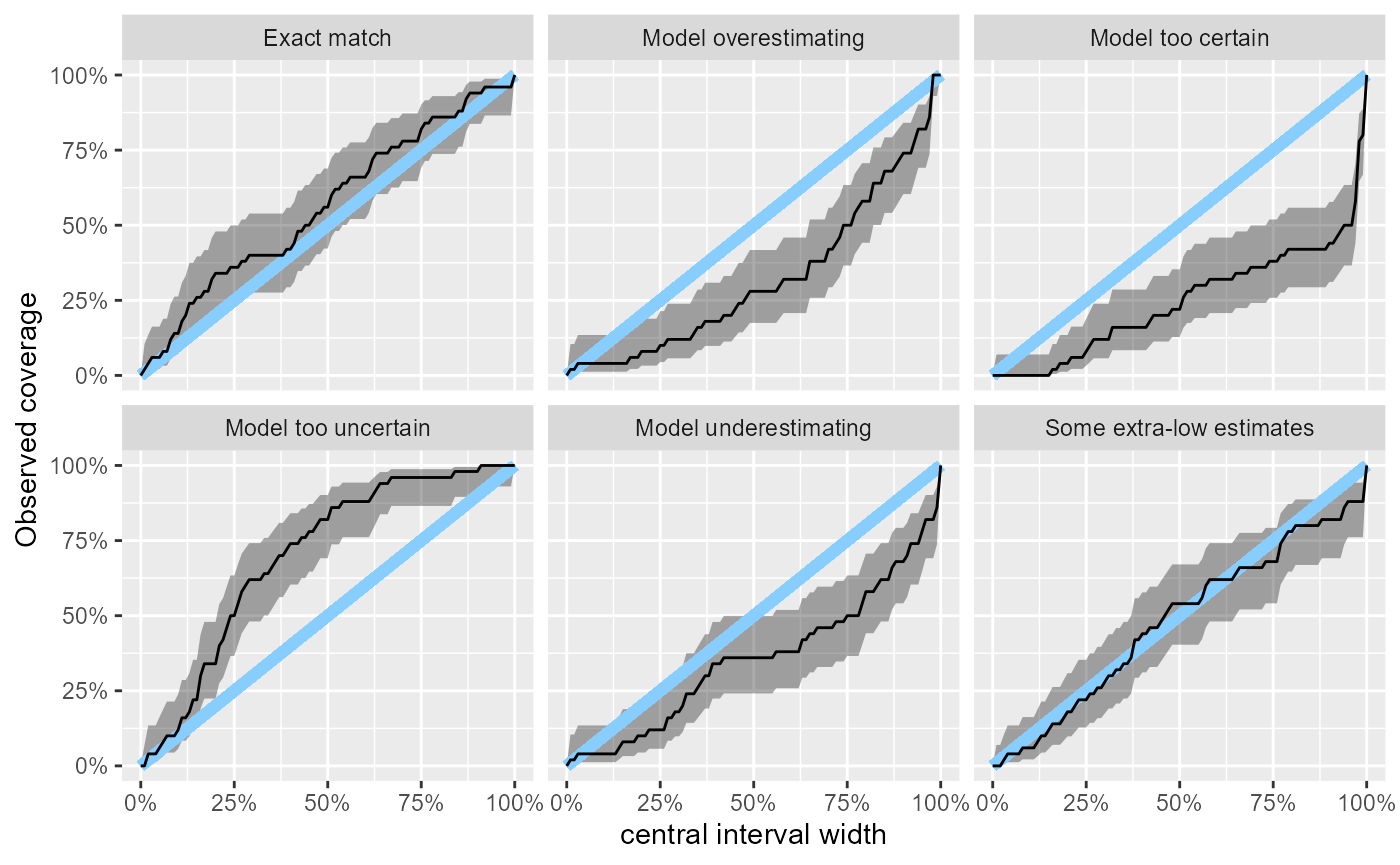 Exact match
Model overestimating
Model too certain
100%
75%
50%
25%
0%
Model too uncertain
Model underestimating
Some extra-low estimates
100%
75%
50%
25%
0%
0% 25% 50% 75% 100%
0% 25% 50% 75% 100%
0% 25% 50% 75% 100%
central interval width
Observed coverage